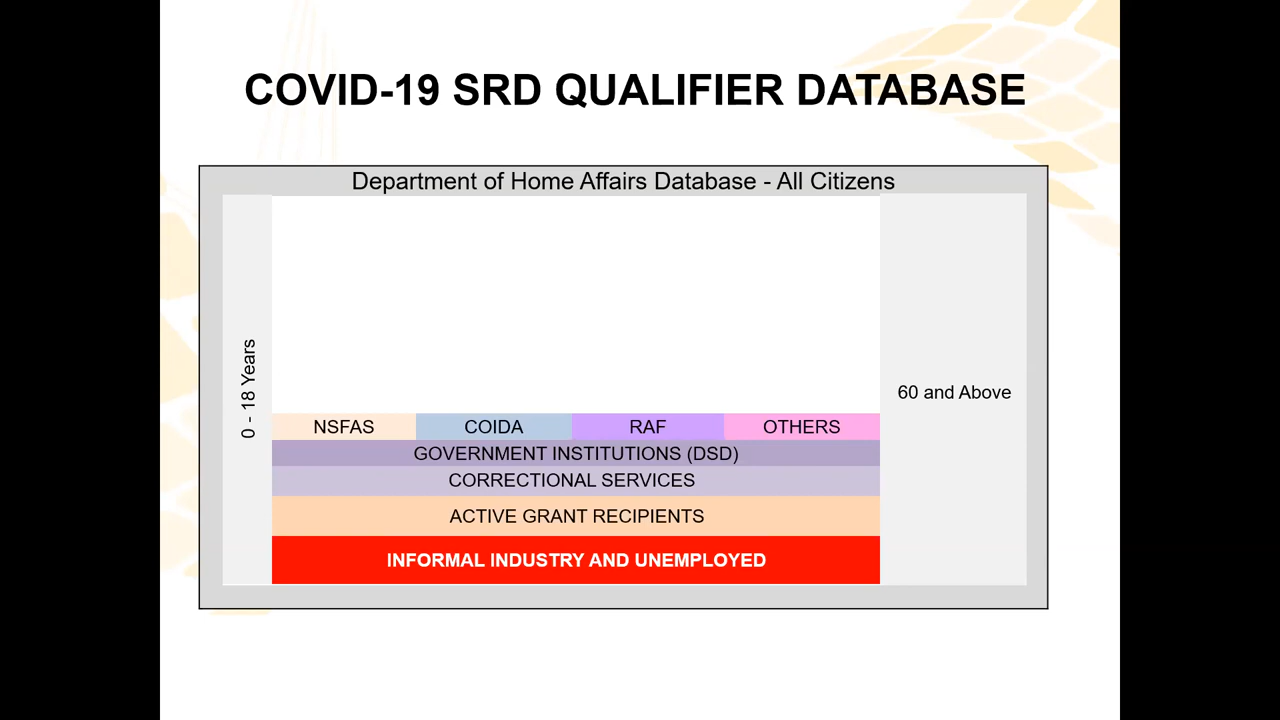 COVID-19 SRD QUALIFIER DATABASE
Department of Home Affairs Database - All Citizens
0 - 18 Years
60 and Above
NSFAS COIDA RAF OTHERS
GOVERNMENT INSTITUTIONS (DSD)
CORRECTIONAL SERVICES
ACTIVE GRANT RECIPIENTS
INFORMAL INDUSTRY AND UNEMPLOYED